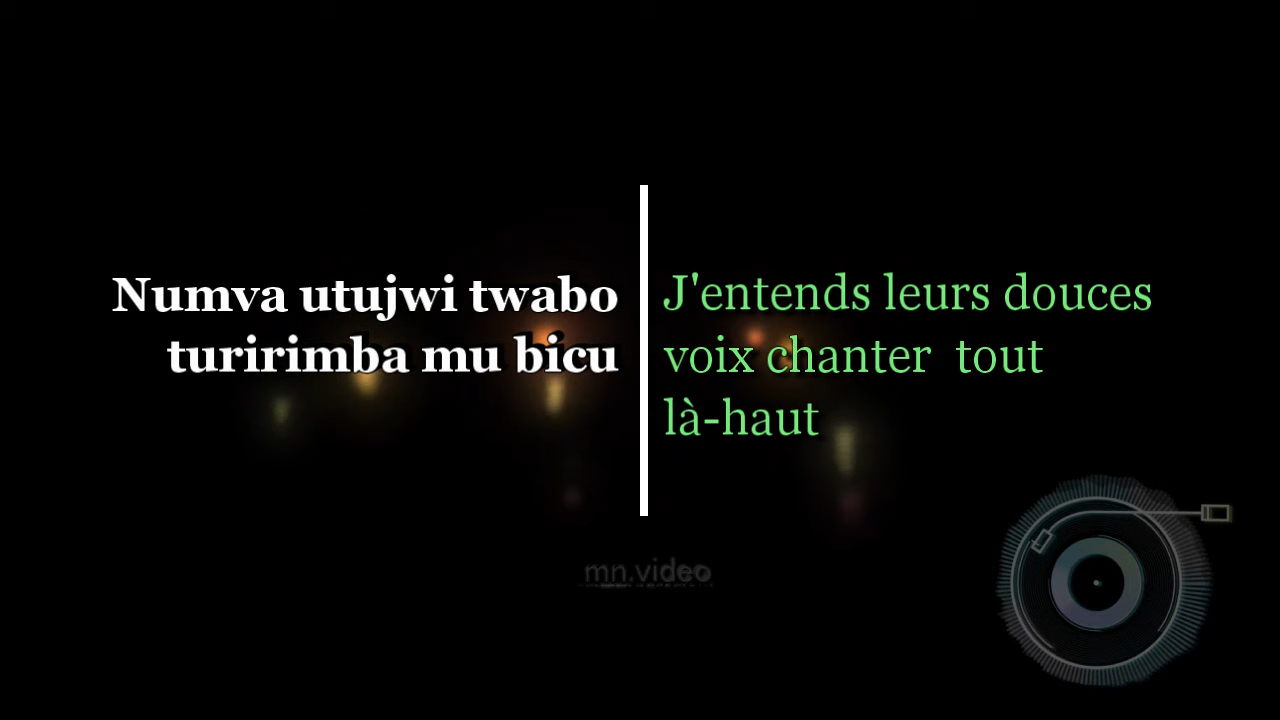 Numva utujwi twabo
turirimba mu bicu
J'entends leurs douces
voix chanter tout
là-haut
mn.video